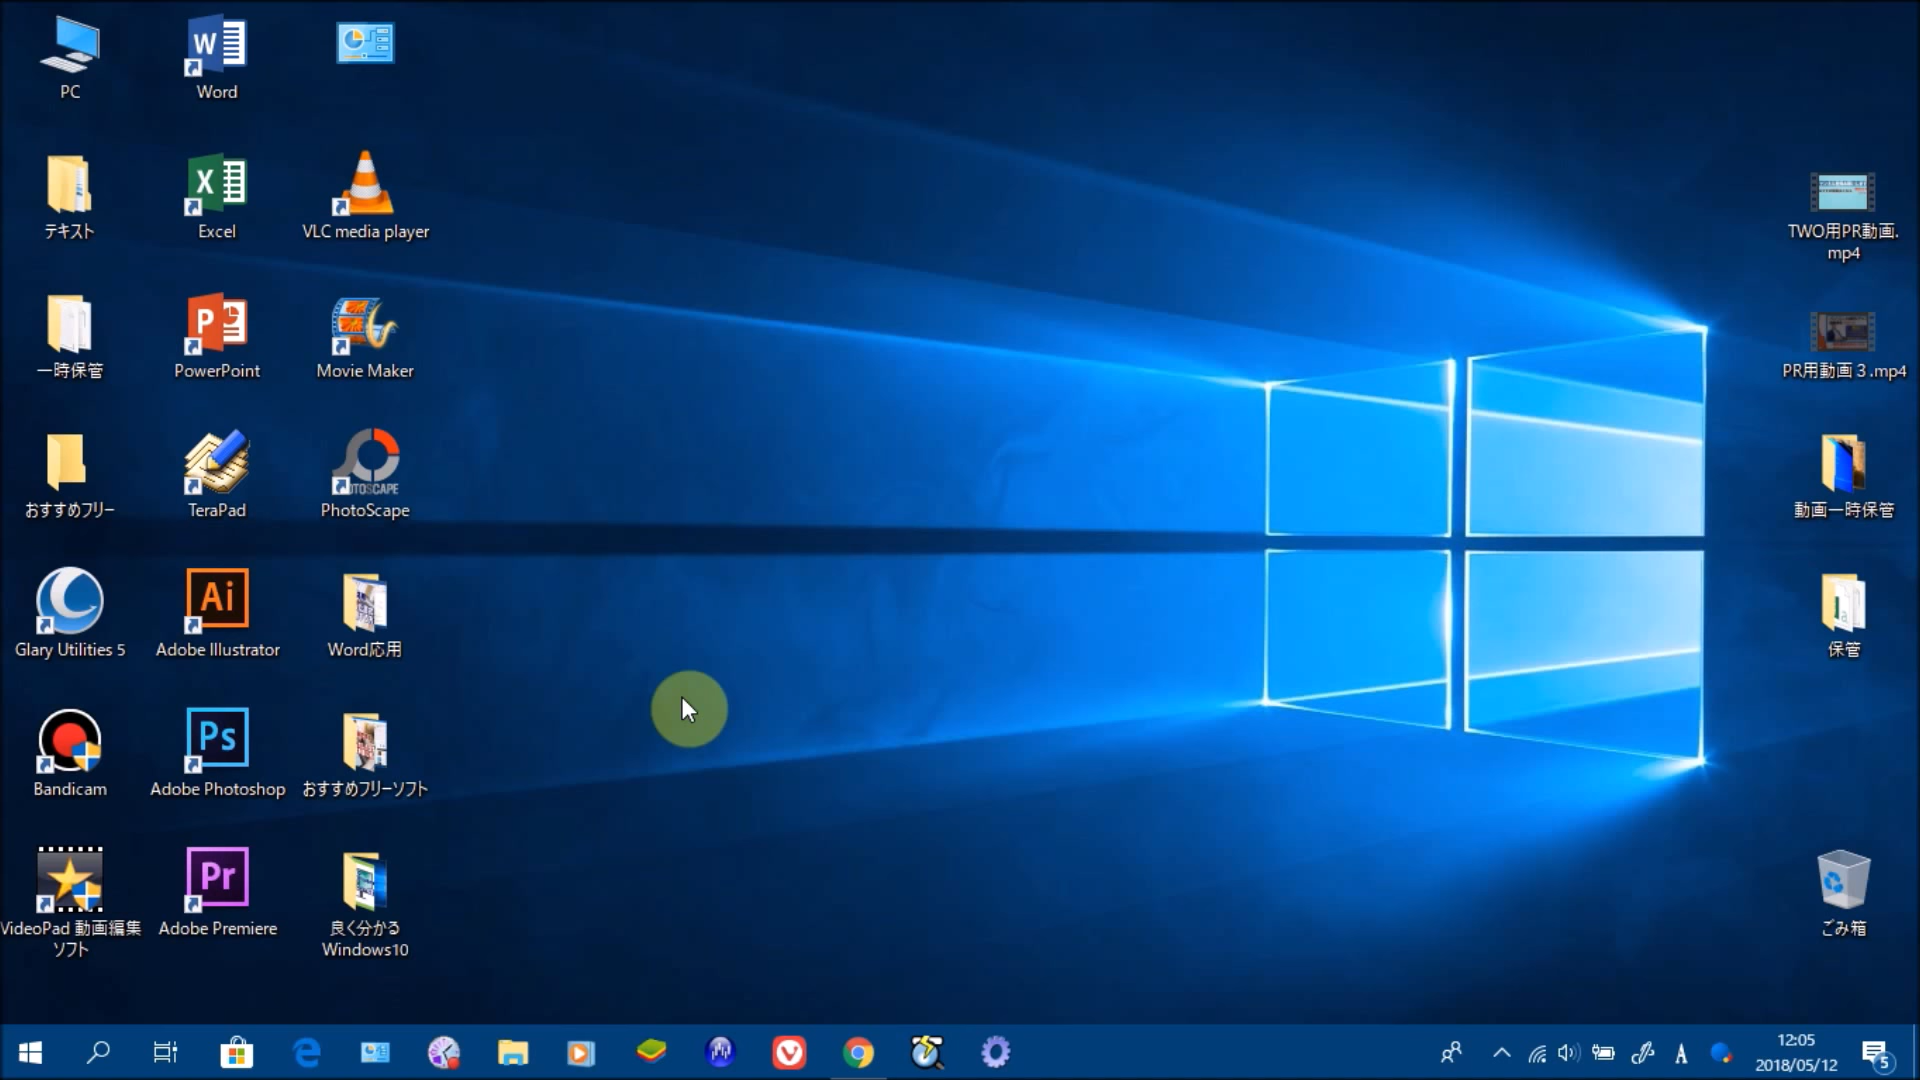 PC
Word
テキスト
Excel
VLC media player
一時保管
PowerPoint
Movie Maker
おすすめフリー
TeraPad
PhotoScape
Glary Utilities 5
Adobe Illustrator
Word応用
Bandicam
Adobe Photoshop
おすすめフリーソフト
VideoPad 動画編集
ソフト
Adobe Premiere
良く分かる
Windows10
TWO用PR動画.
mp4
PR用動画３.mp4
動画一時保管
保管
ごみ箱
W
X
P
Ai
Ps
Pr
A
12:05
2018/05/12
5